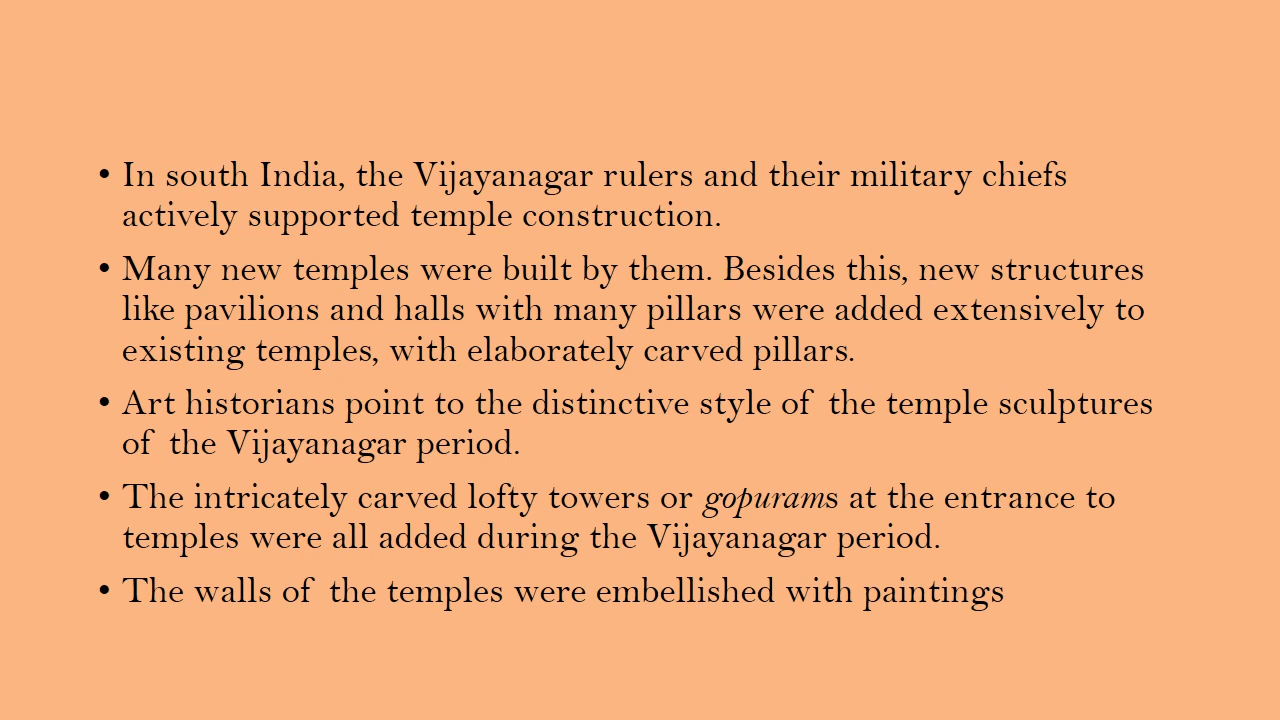 • In south India, the Vijayanagar rulers and their military chiefs
actively supported temple construction.
• Many new temples were built by them. Besides this, new structures
like pavilions and halls with many pillars were added extensively to
existing temples, with elaborately carved pillars.
• Art historians point to the distinctive style of the temple sculptures
of the Vijayanagar period.
• The intricately carved lofty towers or gopurams at the entrance to
temples were all added during the Vijayanagar period.
• The walls of the temples were embellished with paintings